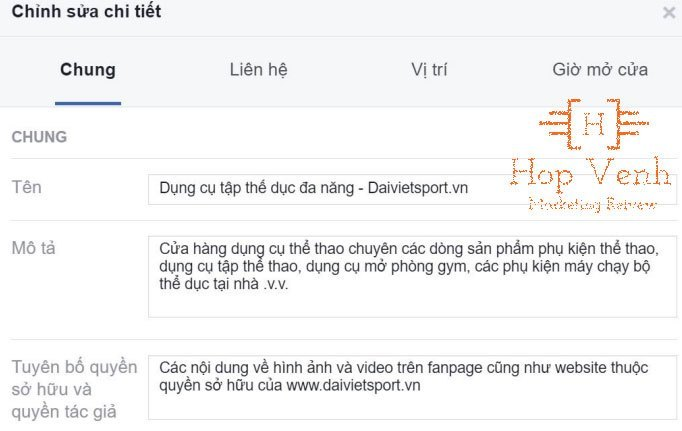 Chỉnh sửa chi tiết
×
Chung Liên hệ Vị trí Giờ mở cửa
CHUNG
Tên
Dụng cụ tập thể dục đa năng - Daivietsport.vn
Mô tả
Cửa hàng dụng cụ thể thao chuyên các dòng sản phẩm phụ kiện thể thao,
dụng cụ tập thể thao, dụng cụ mở phòng gym, các phụ kiện máy chạy bộ
thể dục tại nhà .v.v.
Tuyên bố quyền
sở hữu và
quyền tác giả
Các nội dung về hình ảnh và video trên fanpage cũng như website thuộc
quyền sở hữu của www.daivietsport.vn
H
Hop Venh
Marketing Review